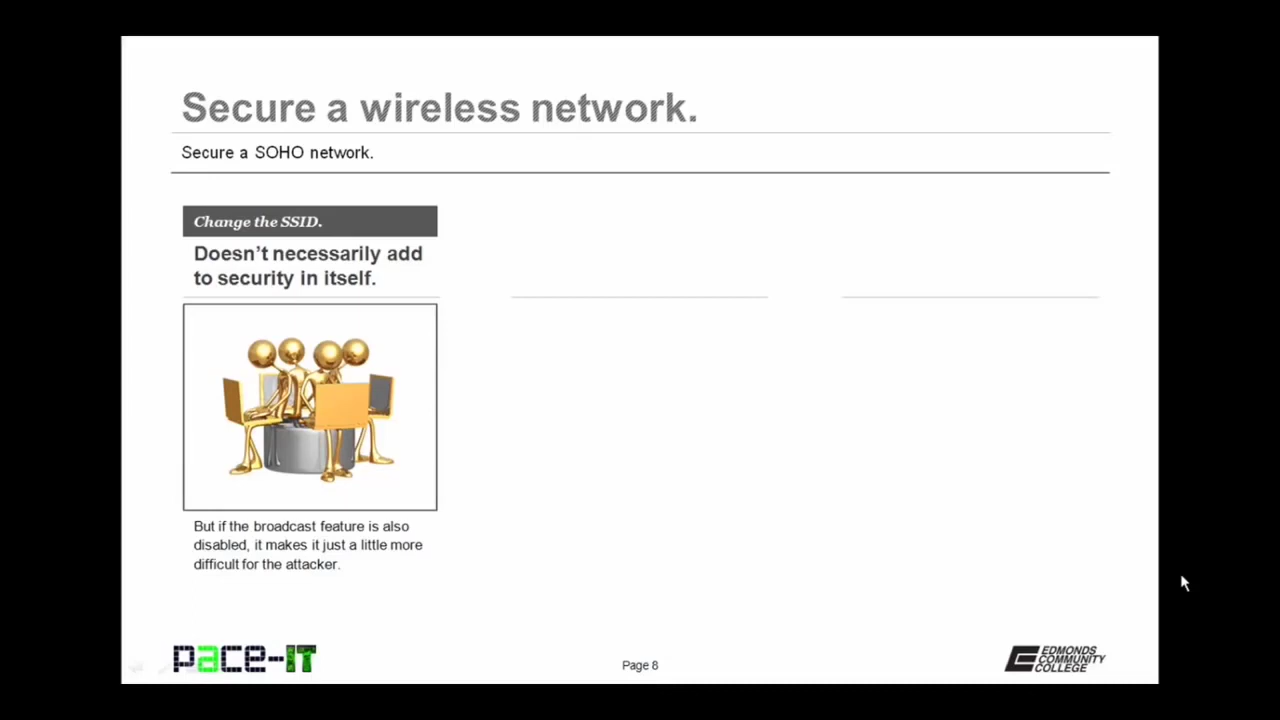 Secure a wireless network.
Secure a SOHO network.
Change the SSID.
Doesn't necessarily add
to security in itself.
But if the broadcast feature is also
disabled, it makes it just a little more
difficult for the attacker.
pace-IT
Page 8
EDMONDS
COMMUNITY
COLLEGE